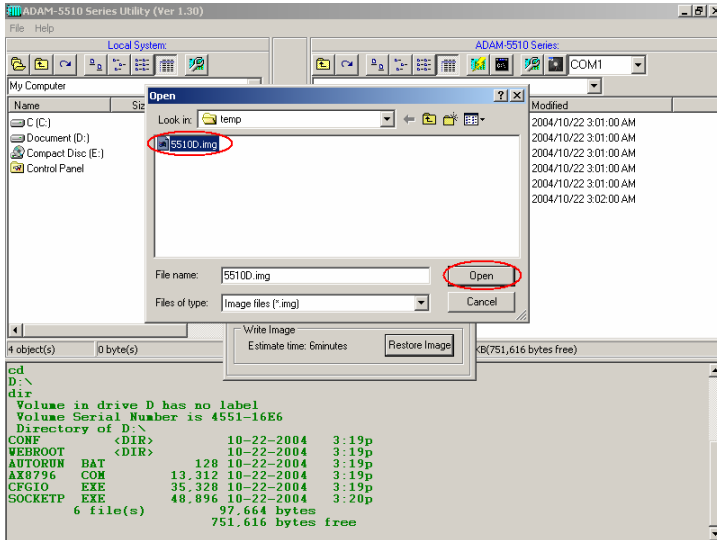 ADAM-5510 Series Utility (Ver 1.30)
File Help
Local System:
ADAM-5510 Series:
COM1
My Computer
Name Siz
Modified
C (C:)
Document (D:)
Compact Disc (E:)
Control Panel
2004/10/22 3:01:00 AM
2004/10/22 3:01:00 AM
2004/10/22 3:01:00 AM
2004/10/22 3:01:00 AM
2004/10/22 3:01:00 AM
2004/10/22 3:02:00 AM
Open
Look in: temp
5510D.img
File name: 5510D.img
Open
Files of type: Image files (*.img)
Cancel
Write Image
Estimate time: 6minutes
Restore Image
4 object(s) 0 byte(s)
KB(751,616 bytes free)
cd
D:\
dir
Volume in drive D has no label
Volume Serial Number is 4551-16E6
Directory of D:\
CONF <DIR> 10-22-2004 3:19p
WEBROOT <DIR> 10-22-2004 3:19p
AUTORUN BAT 128 10-22-2004 3:19p
AX8796 COM 13,312 10-22-2004 3:19p
CFGIO EXE 35,328 10-22-2004 3:19p
SOCKETP EXE 48,896 10-22-2004 3:20p
6 file(s) 97,664 bytes
751,616 bytes free